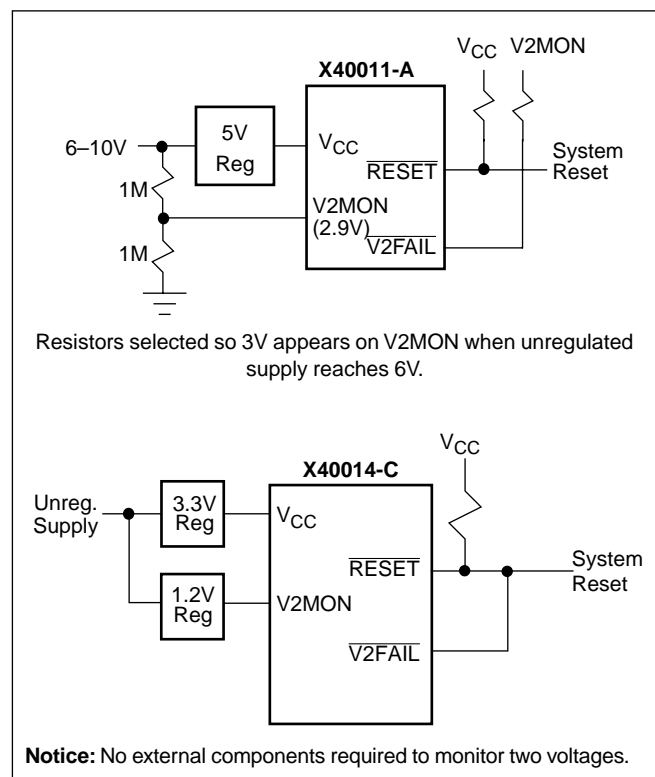 X40011-A
VCC
V2MON
6–10V
5V
Reg
VCC
RESET
System
Reset
1M
V2MON
(2.9V)
V2FAIL
1M
Resistors selected so 3V appears on V2MON when unregulated
supply reaches 6V.
X40014-C
VCC
Unreg.
Supply
3.3V
Reg
VCC
RESET
System
Reset
1.2V
Reg
V2MON
V2FAIL
Notice: No external components required to monitor two voltages.